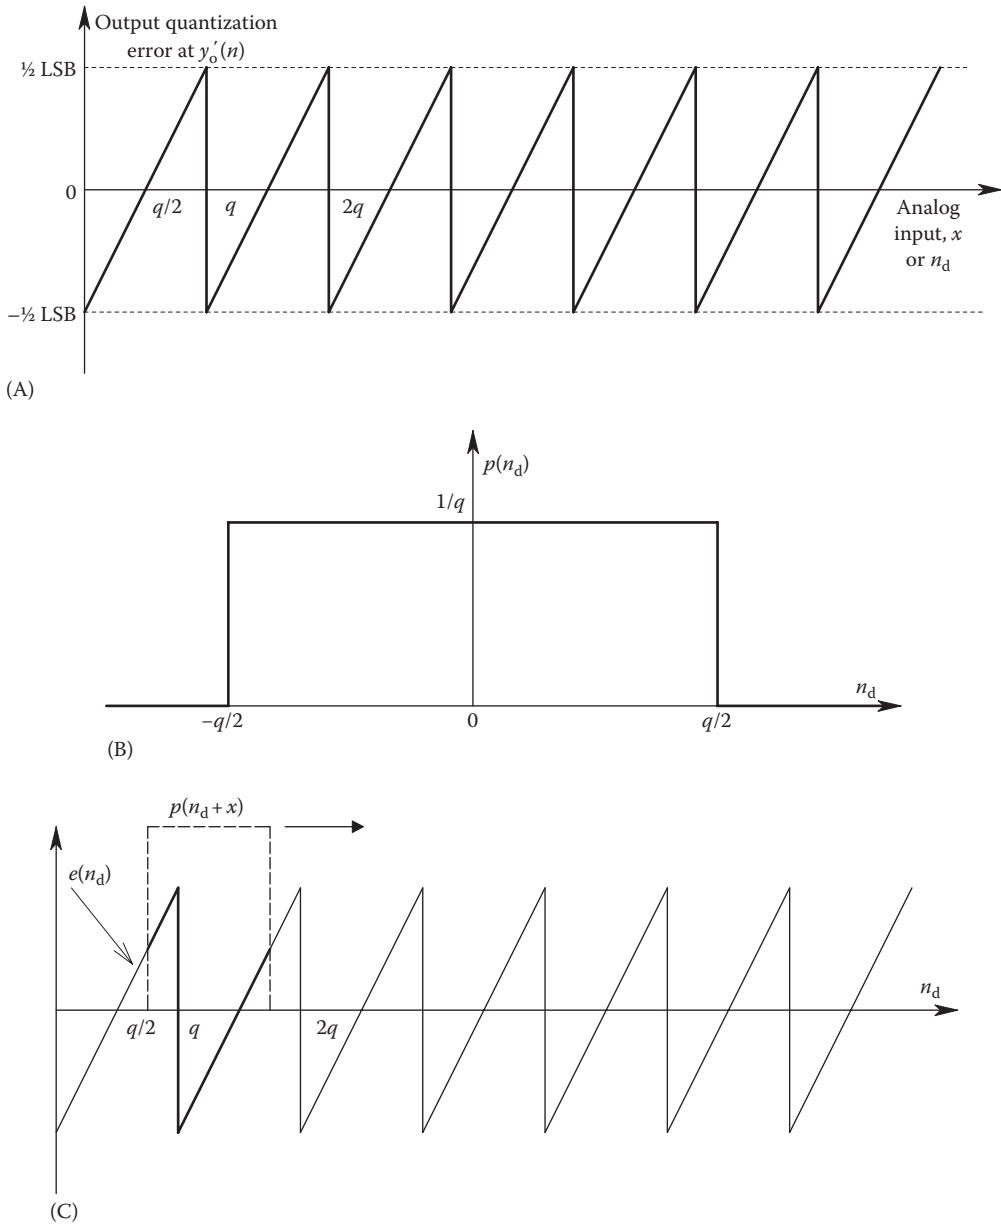 Output quantization
error at y′o(n)
½ LSB
0
q/2
q
2q
Analog
input, x
or nd
–½ LSB
(A)
p(nd)
1/q
nd
–q/2
0
q/2
(B)
p(nd + x)
e(nd)
nd
q/2
q
2q
(C)